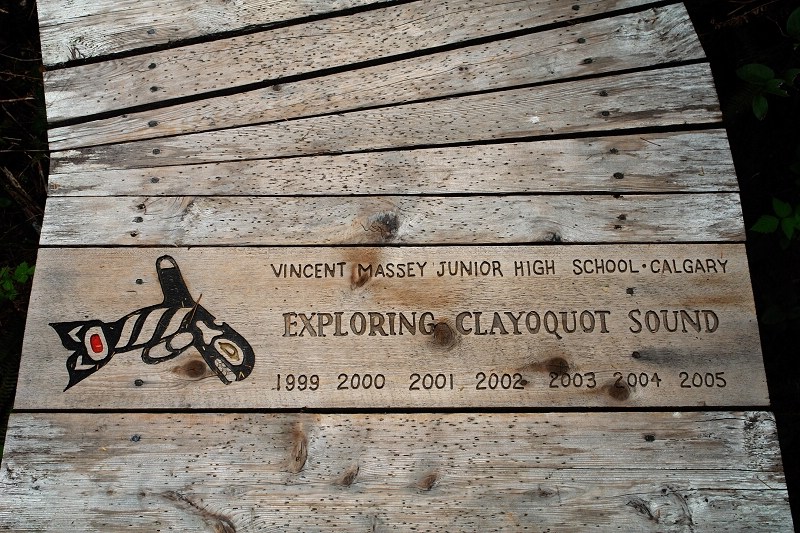 VINCENT MASSEY JUNIOR HIGH SCHOOL · CALGARY
EXPLORING CLAYOQUOT SOUND
1999 2000 2001 2002 2003 2004 2005